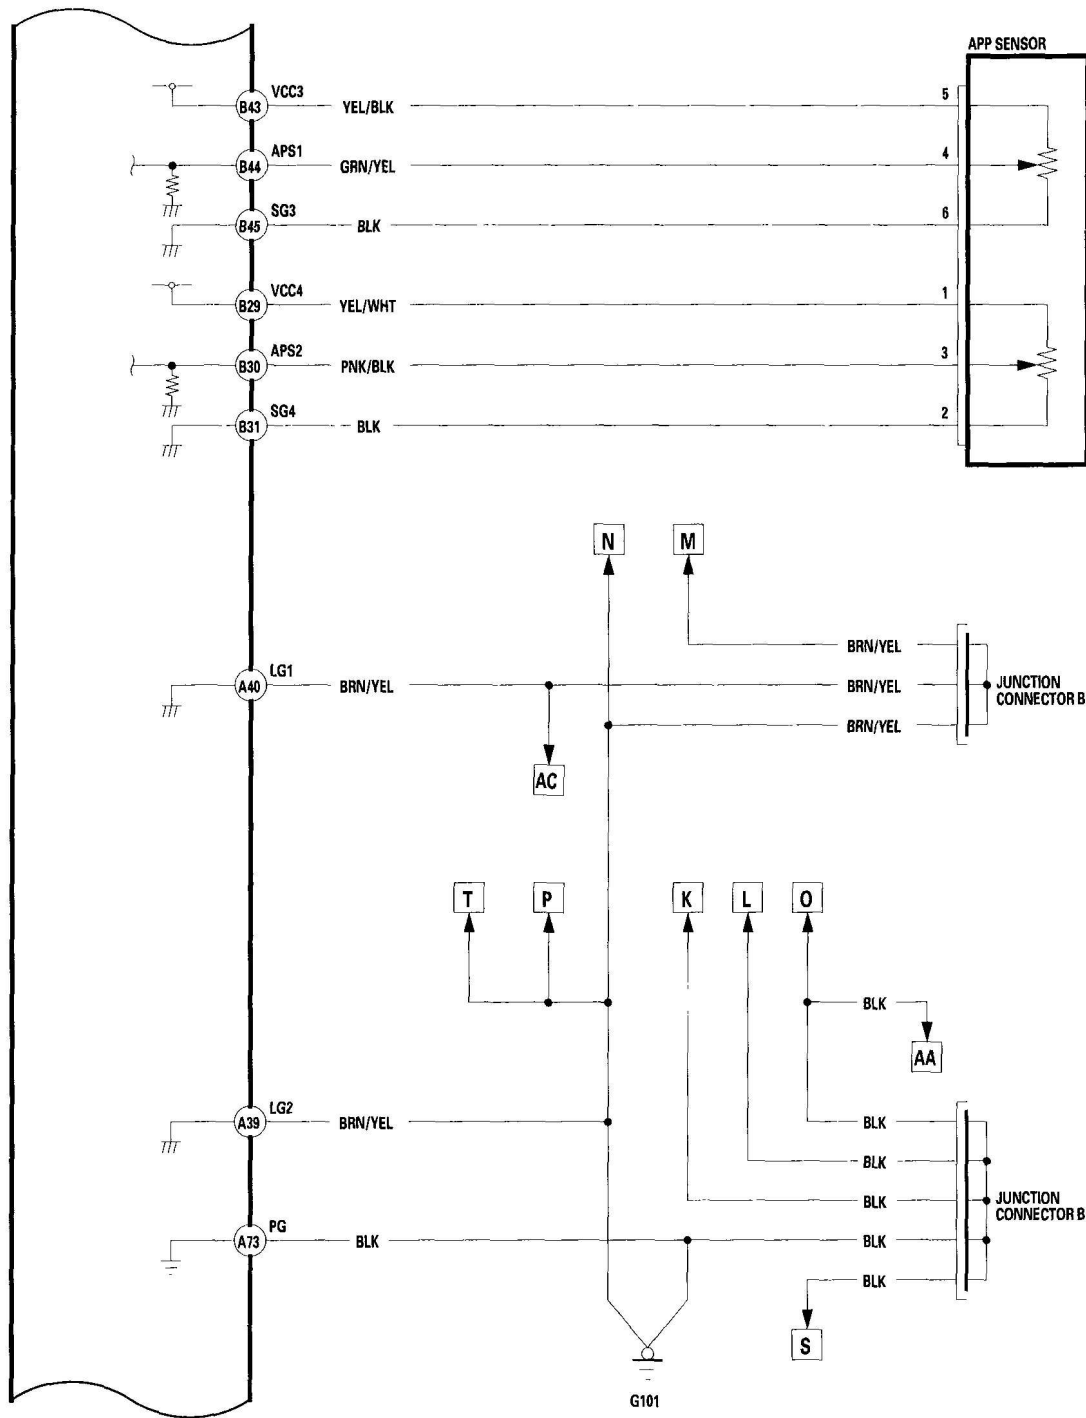 APP SENSOR
VCC3
B43 YEL/BLK 5
APS1
B44 GRN/YEL 4
SG3
B45 BLK 6
VCC4
B29 YEL/WHT 1
APS2
B30 PNK/BLK 3
SG4
B31 BLK 2
N M
BRN/YEL
LG1
A40 BRN/YEL BRN/YEL
JUNCTION
CONNECTOR B
BRN/YEL
AC
T P K L O
BLK
AA
LG2
A39 BRN/YEL BLK
BLK
BLK
JUNCTION
CONNECTOR B
PG
A73 BLK BLK
BLK
S
G101